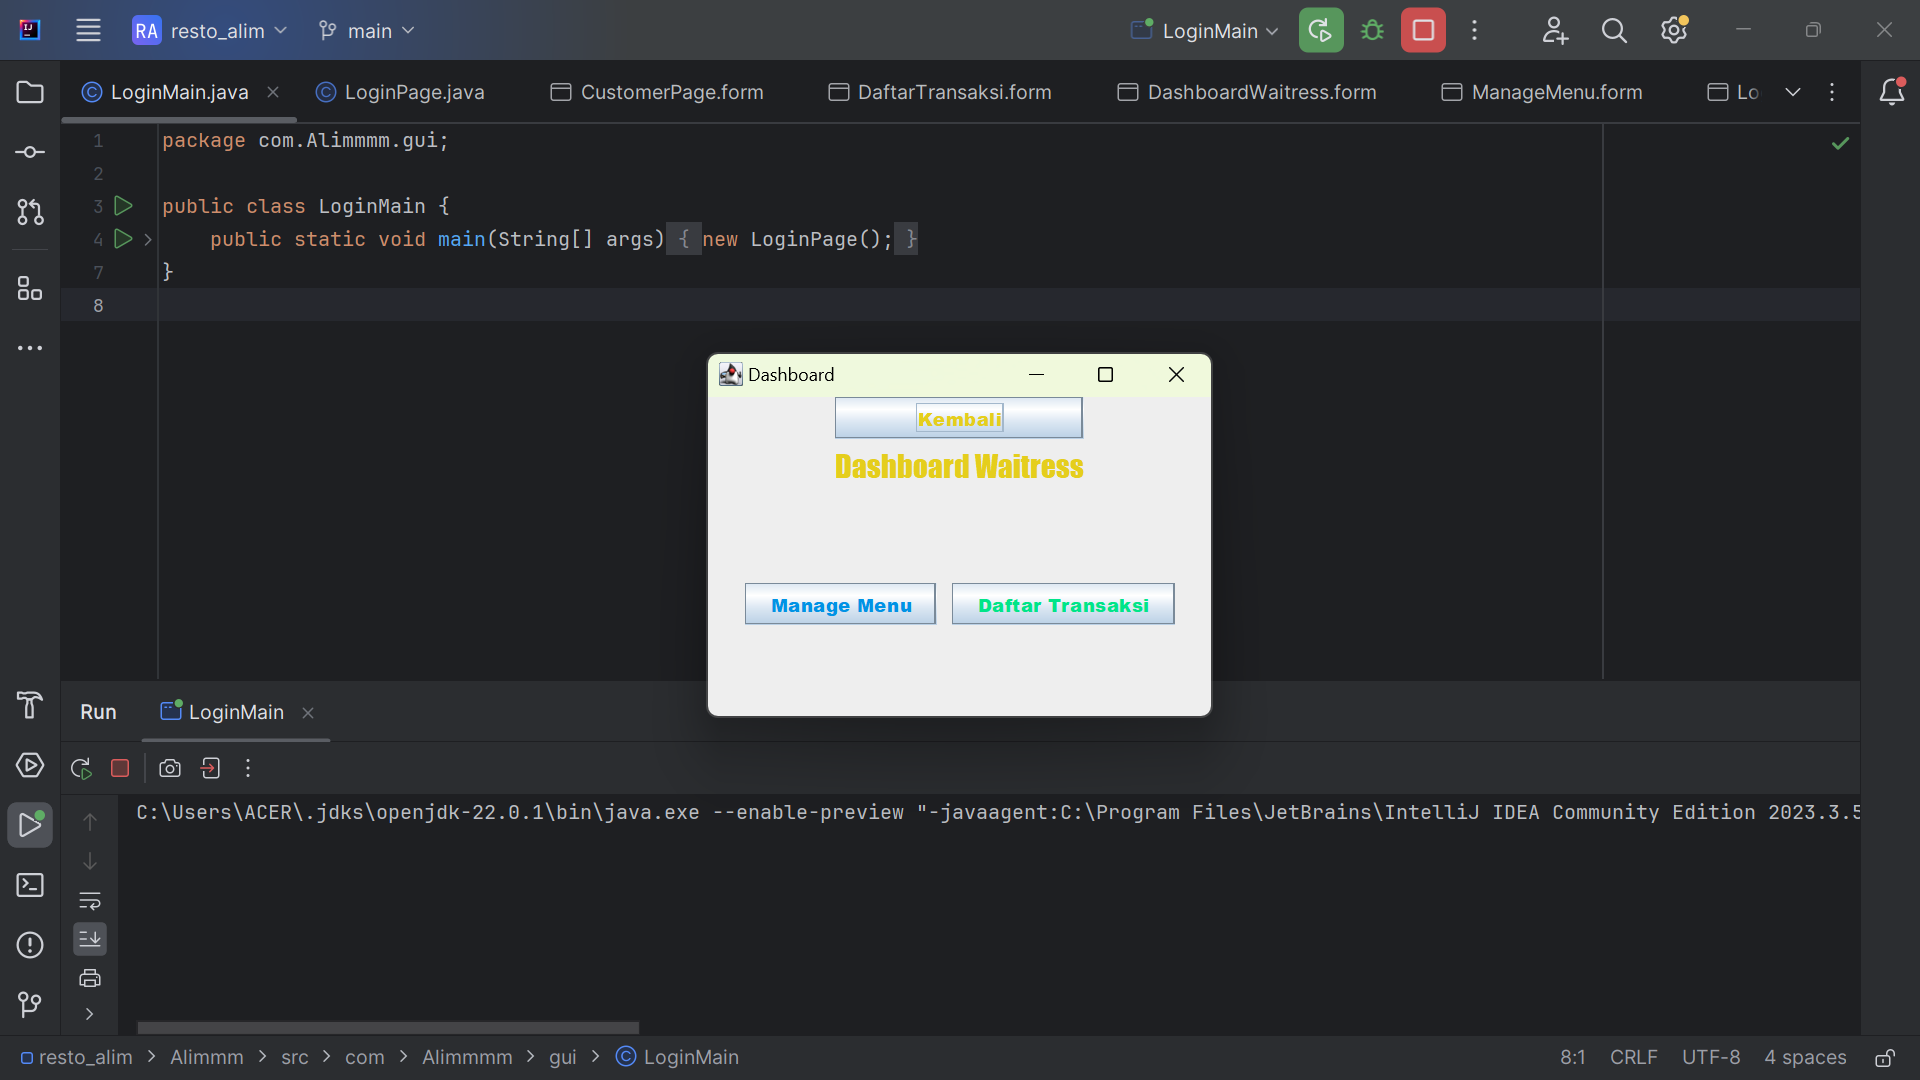 RA resto_alim main LoginMain
LoginMain.java LoginPage.java CustomerPage.form DaftarTransaksi.form DashboardWaitress.form ManageMenu.form Lo
1 package com.Alimmmm.gui;
2
3 public class LoginMain {
4 public static void main(String[] args) { new LoginPage(); }
7 }
8
Dashboard
Kembali
Dashboard Waitress
Manage Menu Daftar Transaksi
Run LoginMain
C:\Users\ACER\.jdks\openjdk-22.0.1\bin\java.exe --enable-preview "-javaagent:C:\Program Files\JetBrains\IntelliJ IDEA Community Edition 2023.3.5
resto_alim > Alimmm > src > com > Alimmmm > gui > LoginMain 8:1 CRLF UTF-8 4 spaces